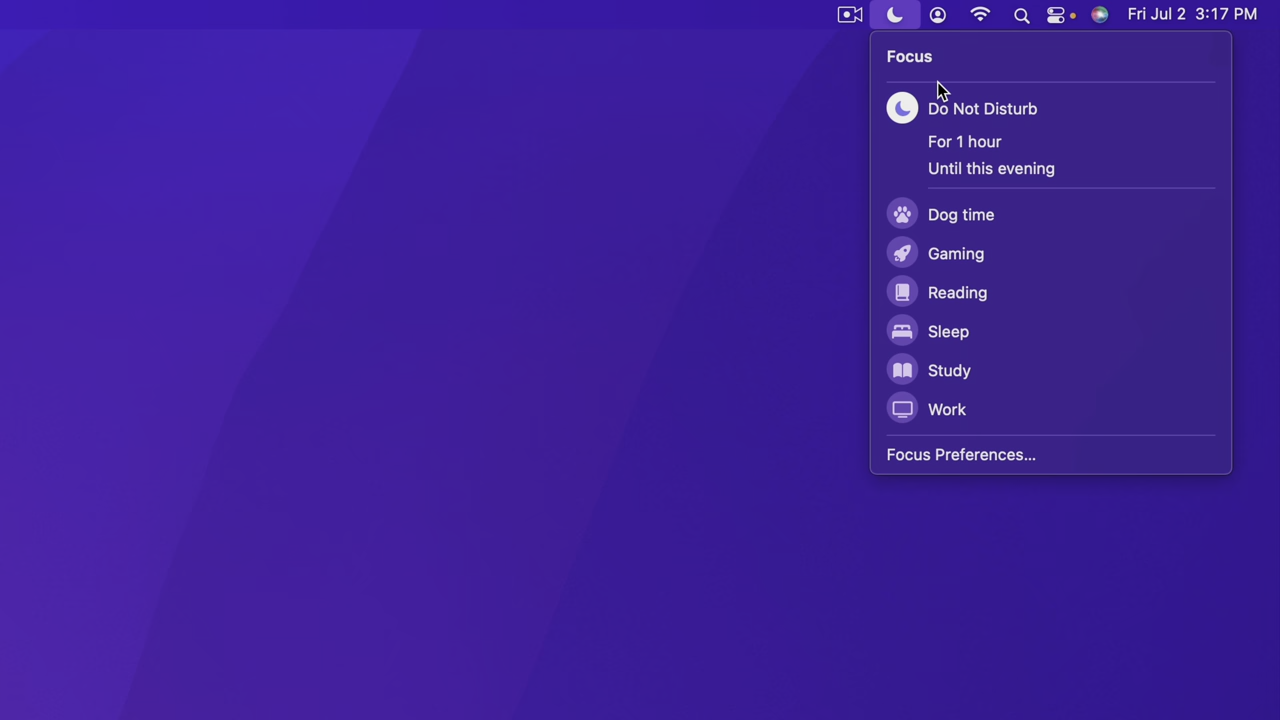 Fri Jul 2 3:17 PM
Focus
Do Not Disturb
For 1 hour
Until this evening
Dog time
Gaming
Reading
Sleep
Study
Work
Focus Preferences...